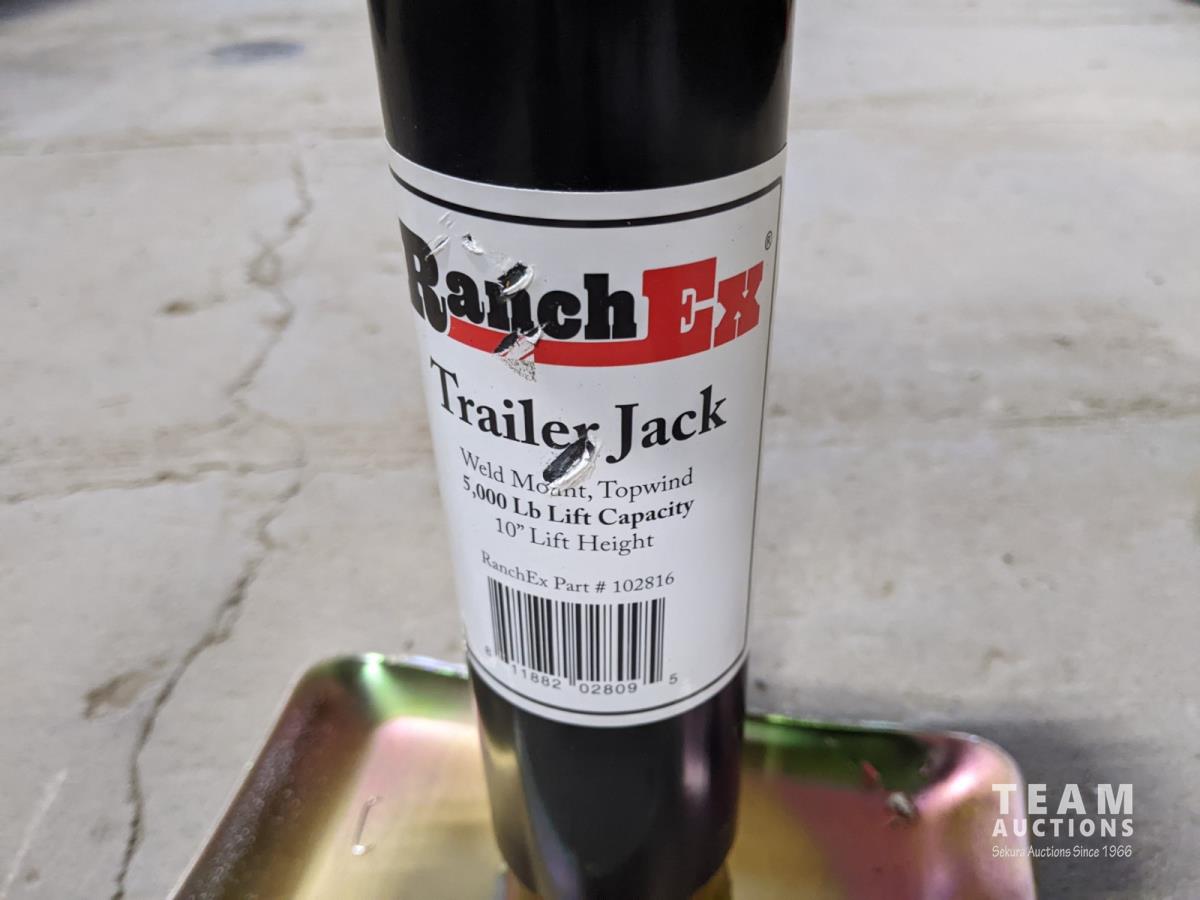 RanchEx®
Trailer Jack
Weld Mount, Topwind
5,000 Lb Lift Capacity
10” Lift Height
RanchEx Part # 102816
8 11882 02809 5
TEAM
AUCTIONS
Sekura Auctions Since 1966